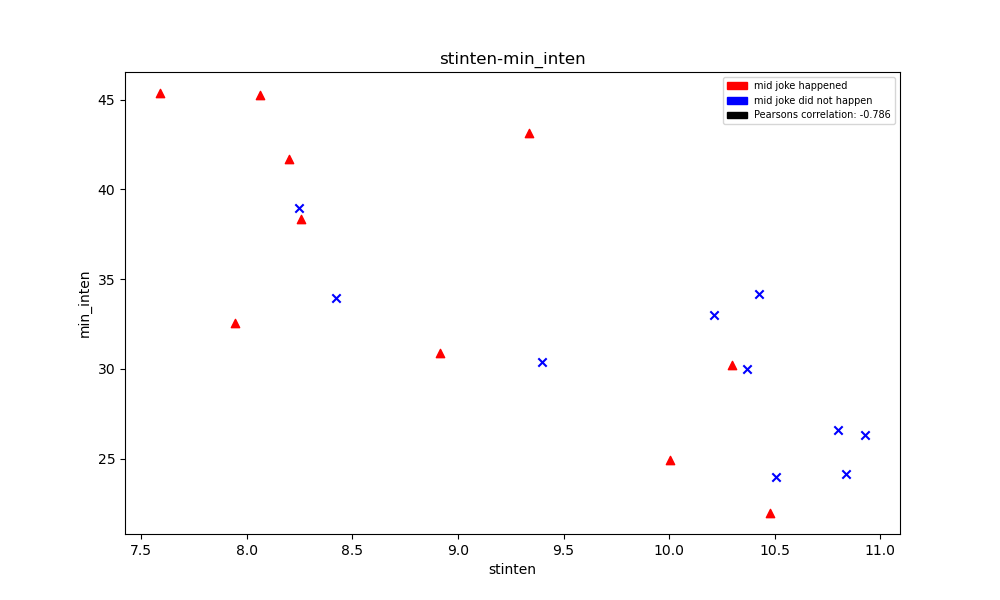 stinten-min_inten
mid joke happened
mid joke did not happen
Pearsons correlation: -0.786
45
40
35
30
25
min_inten
7.5 8.0 8.5 9.0 9.5 10.0 10.5 11.0
stinten